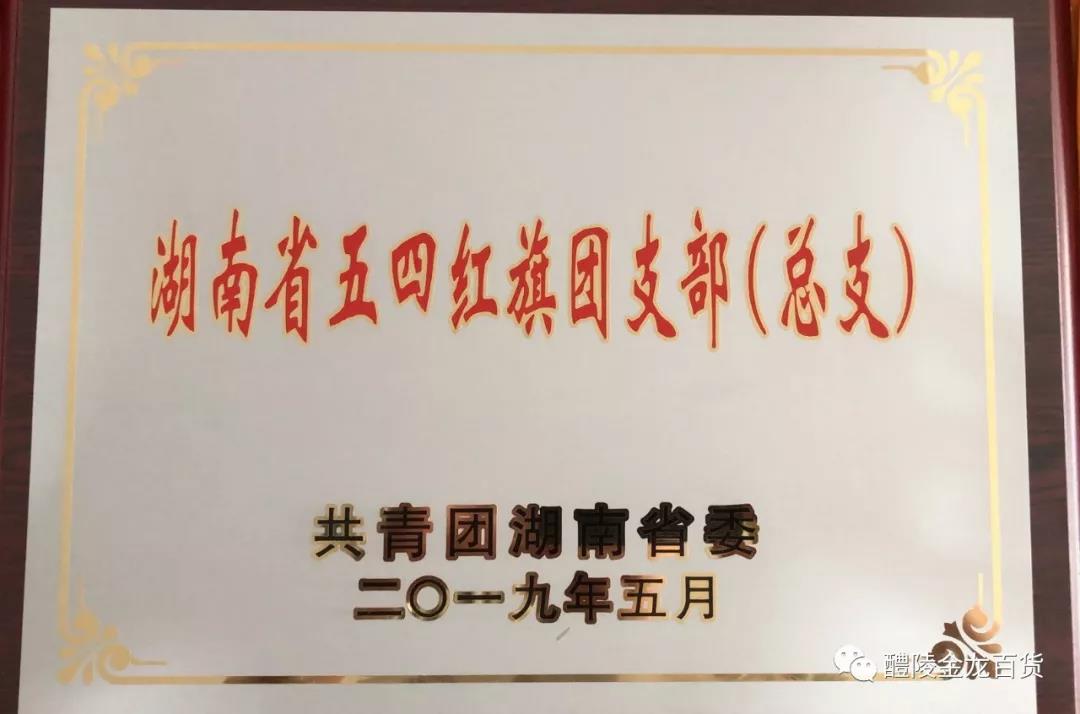 湖南省五四红旗团支部(总支)
共青团湖南省委
二〇一九年五月
醴陵金龙百货